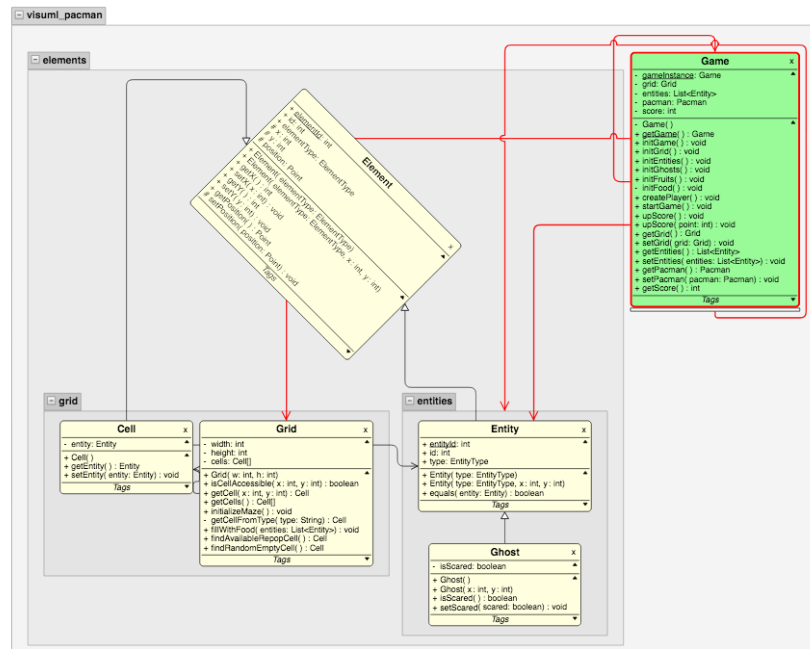 visuml_pacman
elements
Game x
- gameInstance: Game
- grid: Grid
- entities: List<Entity>
- pacman: Pacman
- score: int
- Game( )
+ getGame( ) : Game
+ initGame( ) : void
+ initGrid( ) : void
+ initEntities( ) : void
+ initGhosts( ) : void
+ initFruits( ) : void
- initFood( ) : void
+ createPlayer( ) : void
+ startGame( ) : void
+ upScore( ) : void
+ upScore( point: int) : void
+ getGrid( ) : Grid
+ setGrid( grid: Grid) : void
+ getEntities( ) : List<Entity>
+ setEntities( entities: List<Entity>) : void
+ getPacman( ) : Pacman
+ setPacman( pacman: Pacman) : void
+ getScore( ) : int
Tags
Element x
+ elementId: int
+ id: int
+ elementType: ElementType
# x: int
# y: int
# position: Point
+ Element( elementType: ElementType)
+ Element( elementType: ElementType, x: int, y: int)
+ getX( ) : int
+ setX( x: int) : void
+ getY( ) : int
+ setY( y: int) : void
+ getPosition( ) : Point
# setPosition( position: Point) : void
Tags
grid
Cell x
- entity: Entity
+ Cell( )
+ getEntity( ) : Entity
+ setEntity( entity: Entity) : void
Tags
Grid x
- width: int
- height: int
- cells: Cell[]
+ Grid( w: int, h: int)
+ isCellAccessible( x: int, y: int) : boolean
+ getCell( x: int, y: int) : Cell
+ getCells( ) : Cell[]
+ initializeMaze( ) : void
- getCellFromType( type: String) : Cell
+ fillWithFood( entities: List<Entity>) : void
+ findAvailableRepopCell( ) : Cell
+ findRandomEmptyCell( ) : Cell
Tags
entities
Entity x
+ entityId: int
+ id: int
+ type: EntityType
+ Entity( type: EntityType)
+ Entity( type: EntityType, x: int, y: int)
+ equals( entity: Entity) : boolean
Tags
Ghost x
- isScared: boolean
+ Ghost( )
+ Ghost( x: int, y: int)
+ isScared( ) : boolean
+ setScared( scared: boolean) : void
Tags